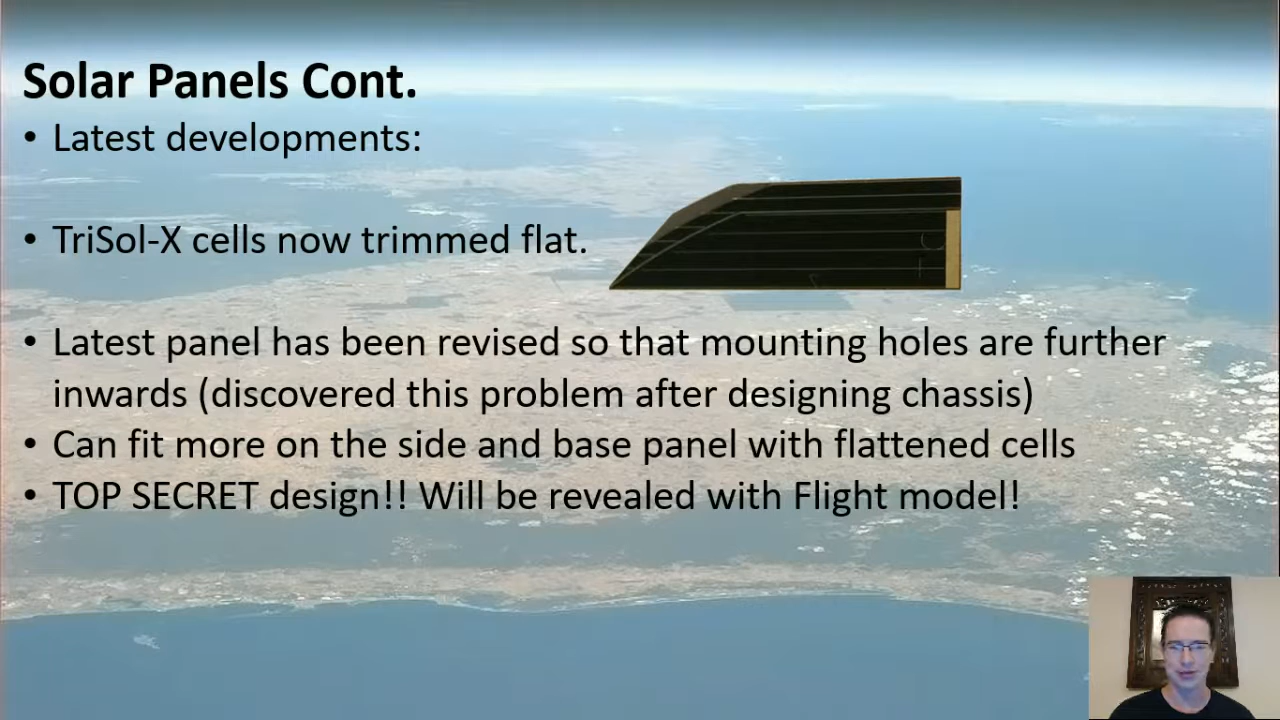 Solar Panels Cont.
• Latest developments:
• TriSol-X cells now trimmed flat.
• Latest panel has been revised so that mounting holes are further
inwards (discovered this problem after designing chassis)
• Can fit more on the side and base panel with flattened cells
• TOP SECRET design!! Will be revealed with Flight model!